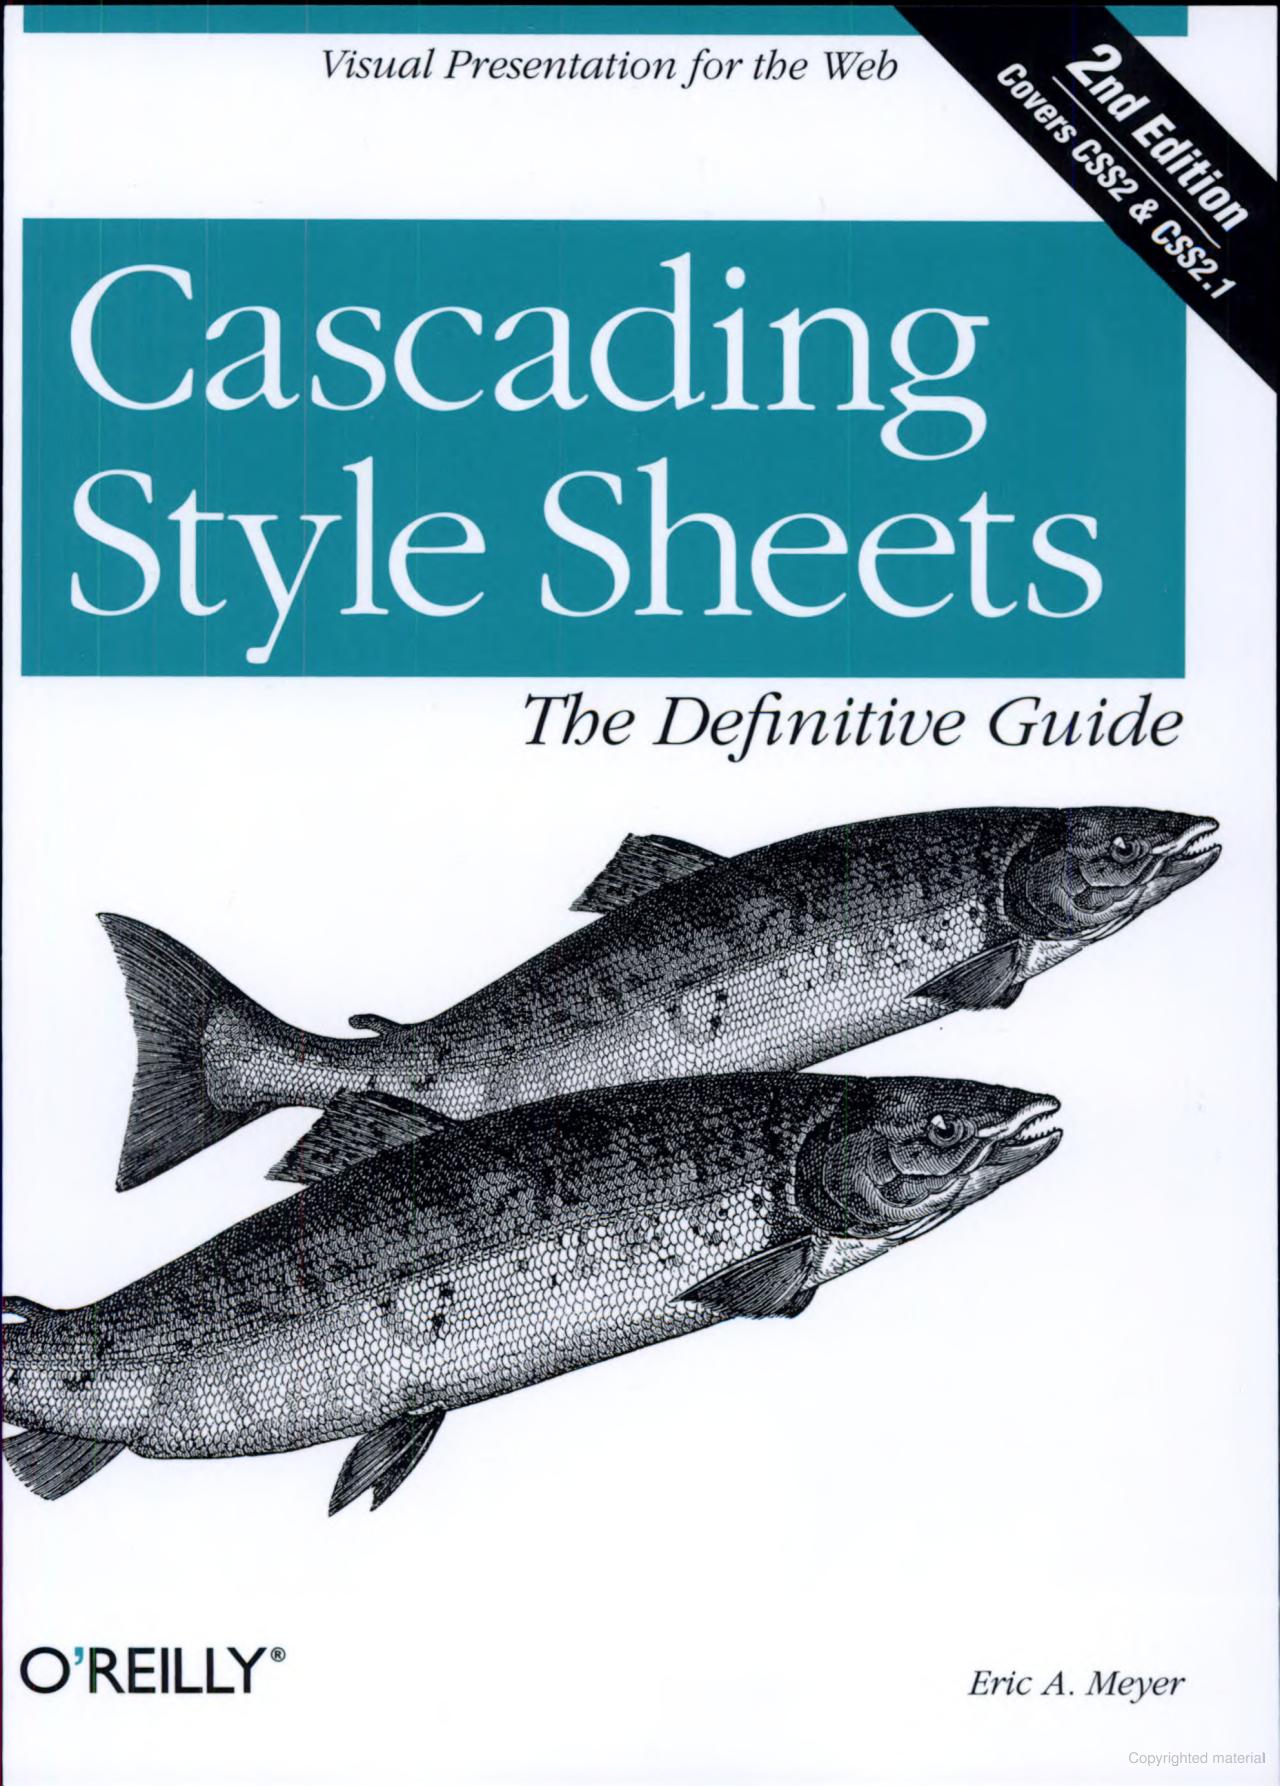 Visual Presentation for the Web
2nd Edition
Covers CSS2 & CSS2.1
Cascading
Style Sheets
The Definitive Guide
O'REILLY®
Eric A. Meyer
Copyrighted material